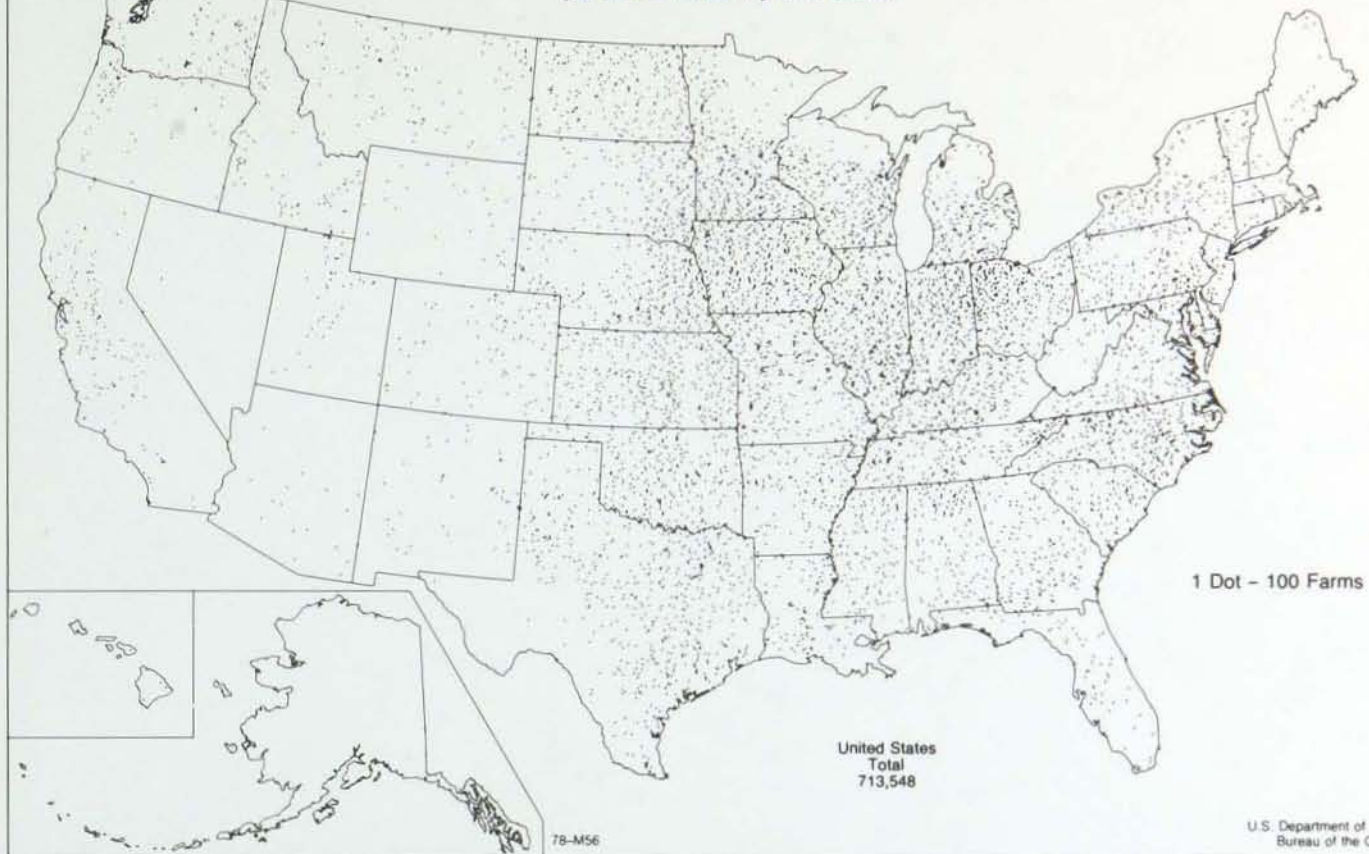 1 Dot – 100 Farms
United States
Total
713,548
78–M56
U.S. Department of
Bureau of the